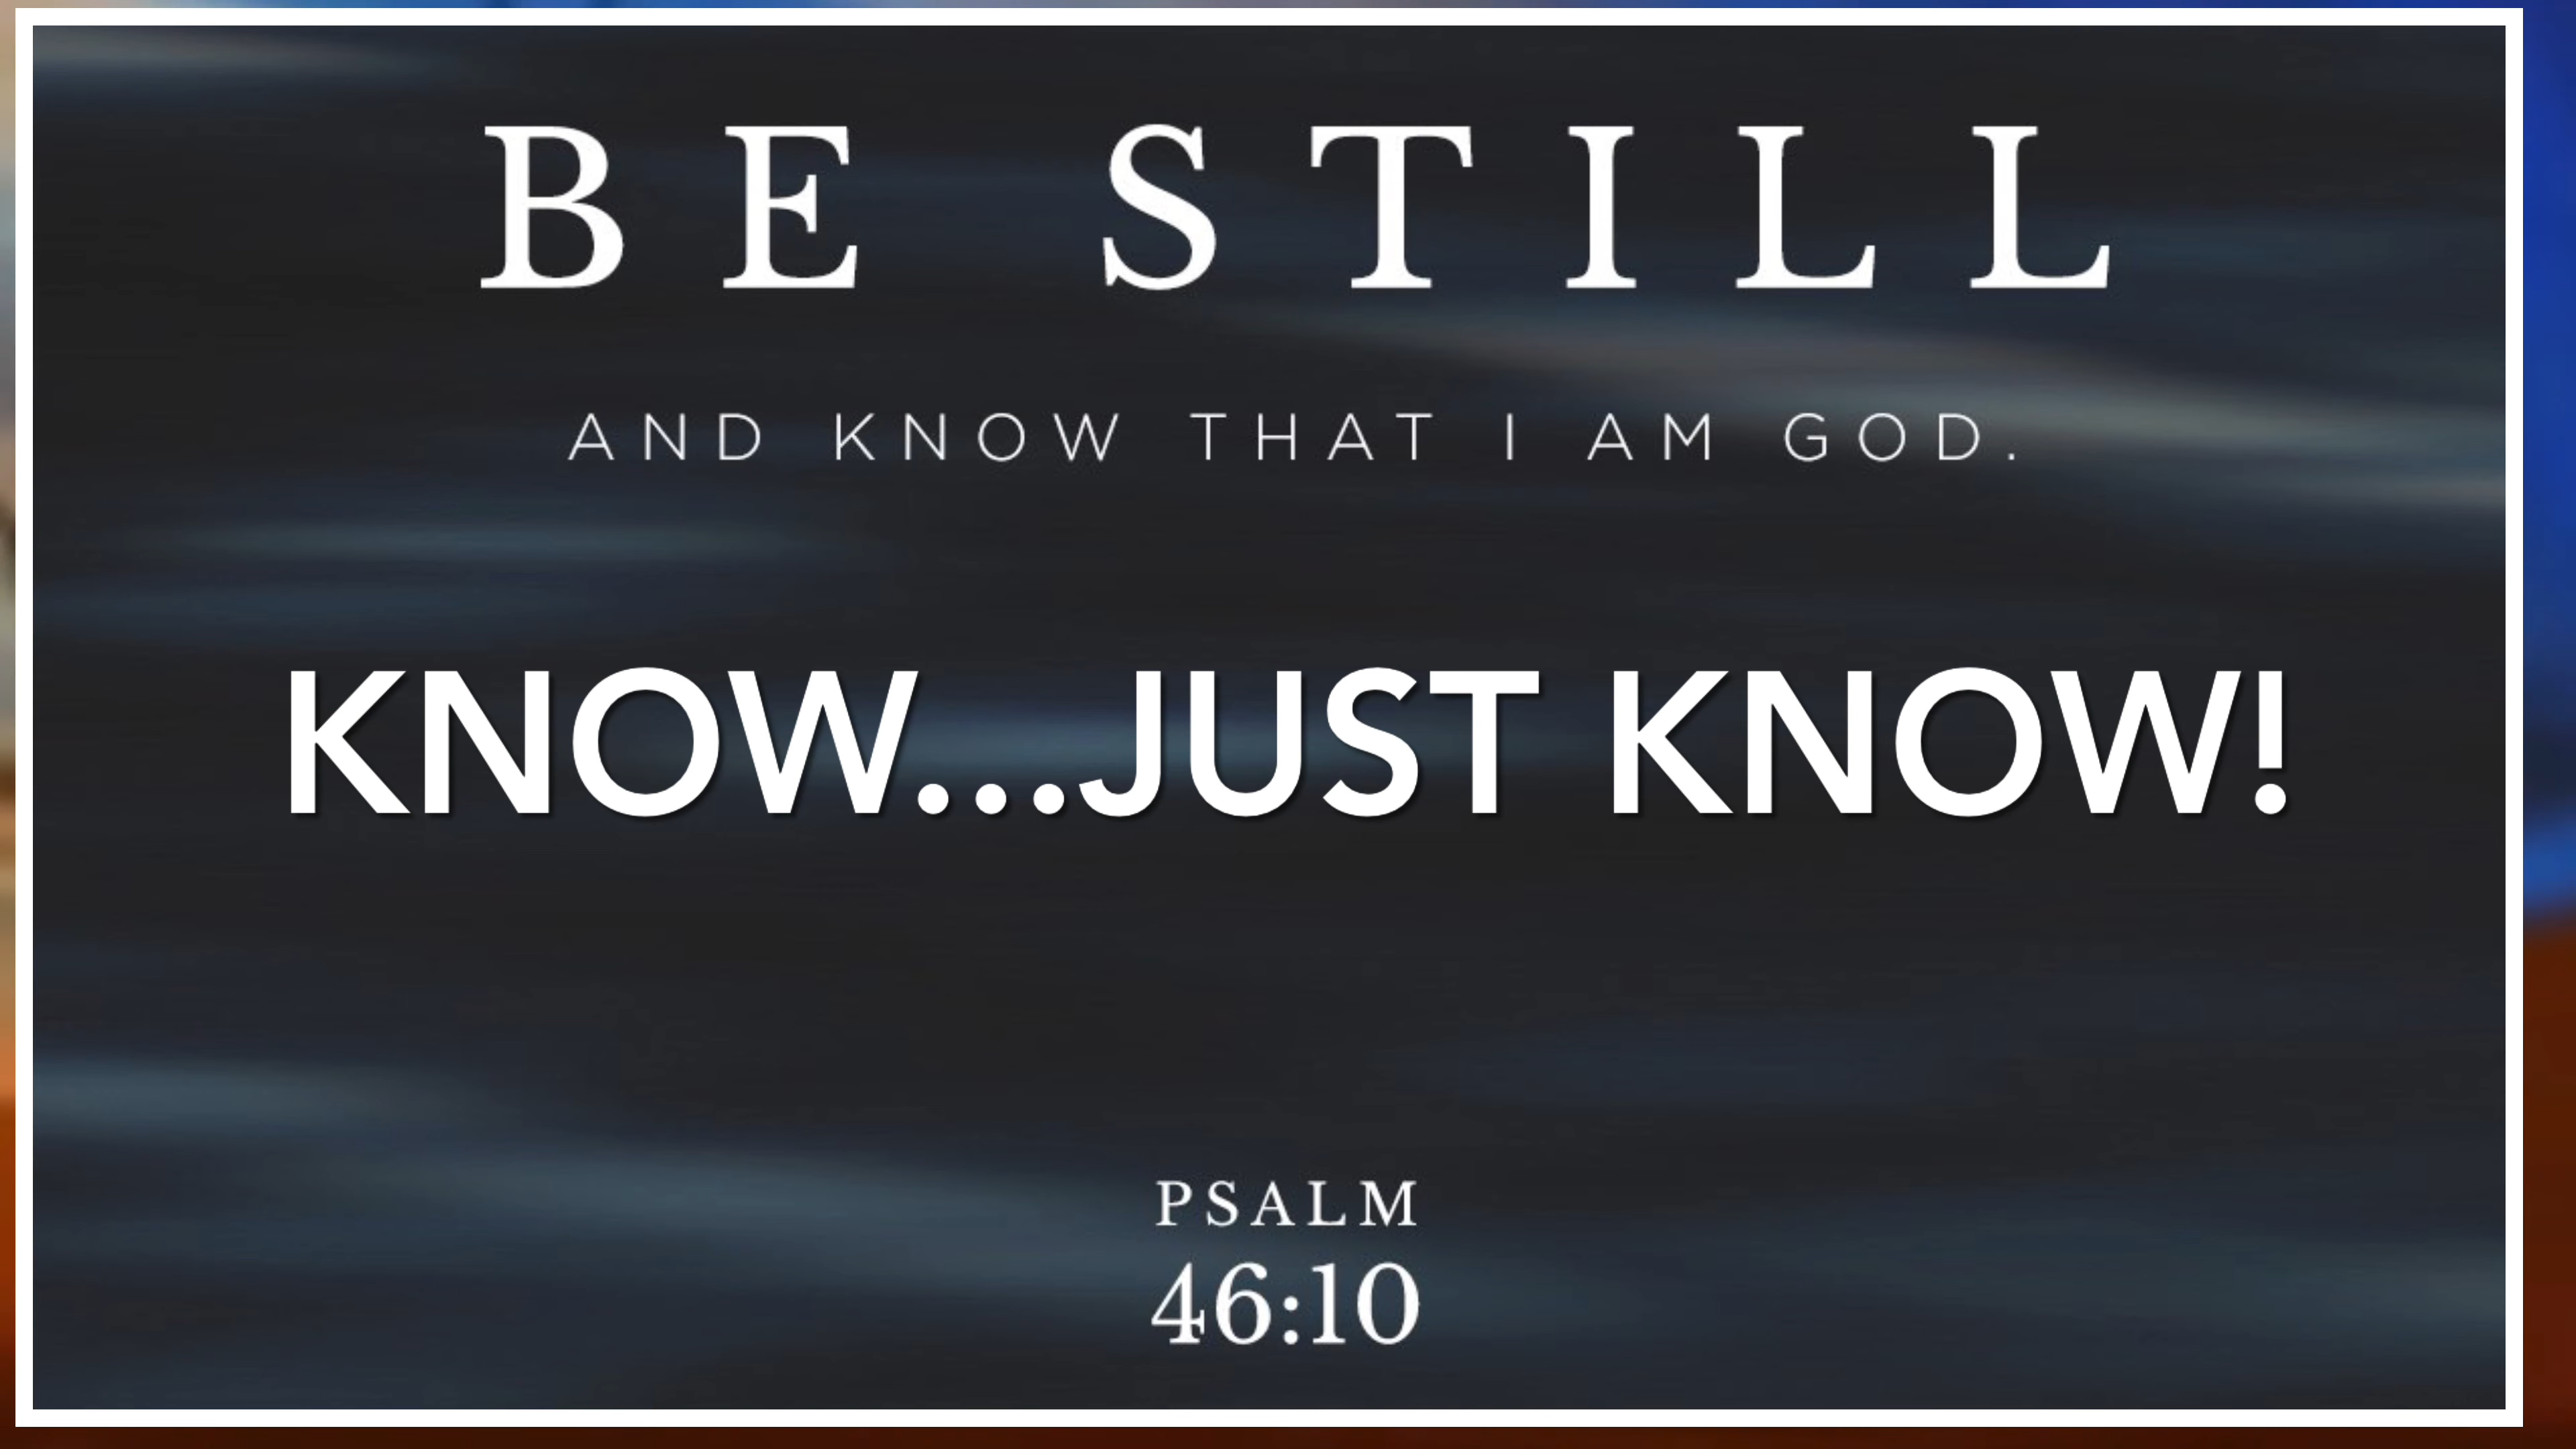 BE STILL
AND KNOW THAT I AM GOD.
KNOW...JUST KNOW!
PSALM
46:10